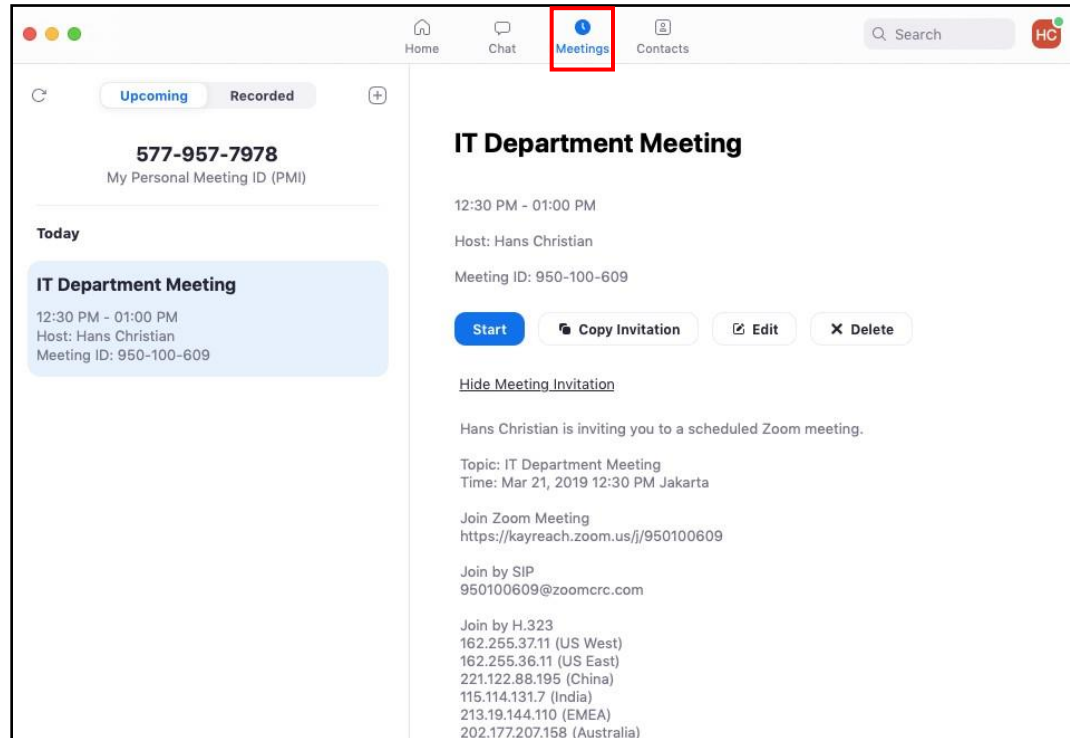 Home
Chat
Meetings
Contacts
Search
HC
Upcoming
Recorded
577-957-7978
My Personal Meeting ID (PMI)
Today
IT Department Meeting
12:30 PM - 01:00 PM
Host: Hans Christian
Meeting ID: 950-100-609
IT Department Meeting
12:30 PM - 01:00 PM
Host: Hans Christian
Meeting ID: 950-100-609
Start
Copy Invitation
Edit
Delete
Hide Meeting Invitation
Hans Christian is inviting you to a scheduled Zoom meeting.
Topic: IT Department Meeting
Time: Mar 21, 2019 12:30 PM Jakarta
Join Zoom Meeting
https://kayreach.zoom.us/j/950100609
Join by SIP
950100609@zoomcrc.com
Join by H.323
162.255.37.11 (US West)
162.255.36.11 (US East)
221.122.88.195 (China)
115.114.131.7 (India)
213.19.144.110 (EMEA)
202.177.207.158 (Australia)